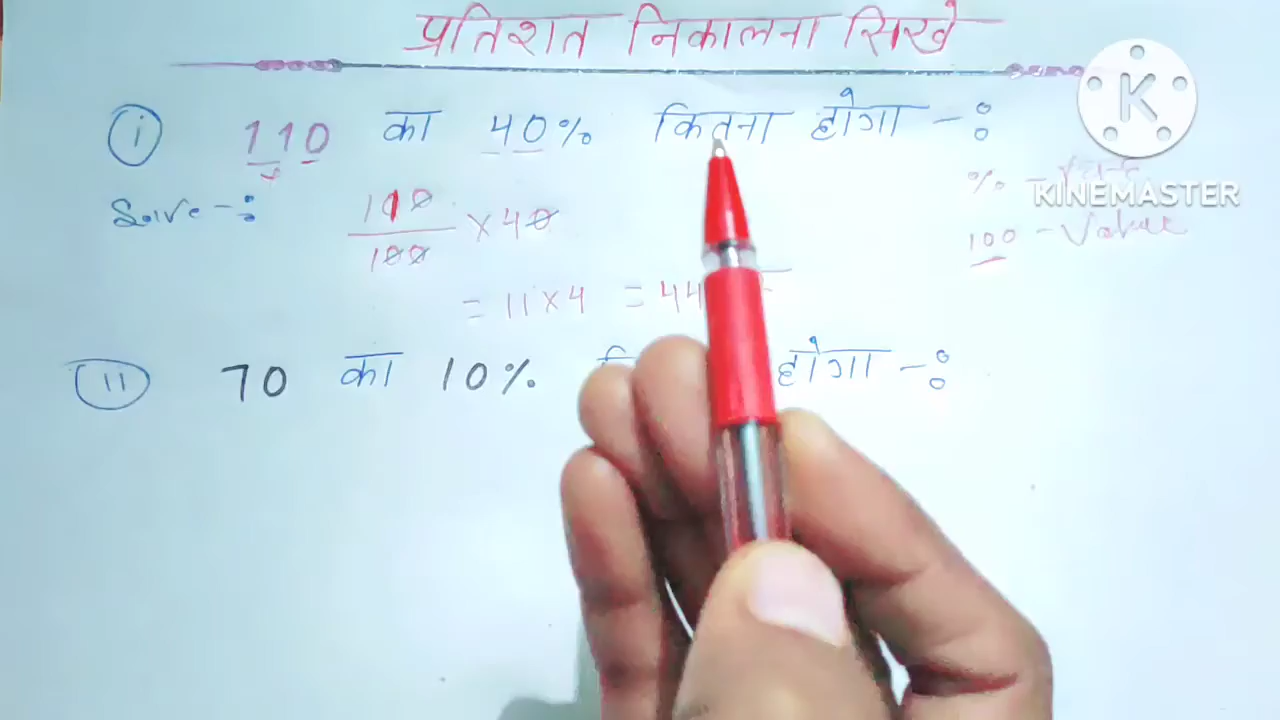 प्रतिशत निकालना सिखे
(i) 110 का 40% कितना होगा -:
Solve -: 110/100 × 40
% -
100 - Value
= 11 × 4 = 44
(ii) 70 का 10% होगा -:
K
KINEMASTER